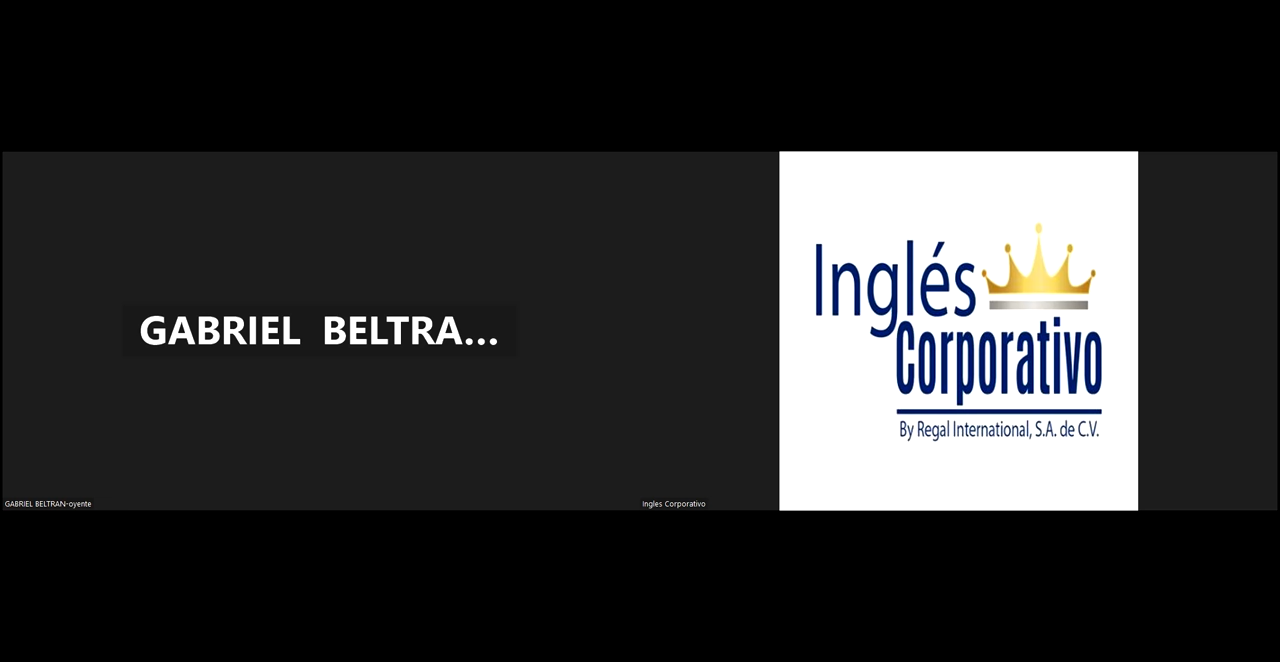 GABRIEL BELTRA...
GABRIEL BELTRAN-oyente
Inglés
Corporativo
By Regal International, S.A. de C.V.
Ingles Corporativo